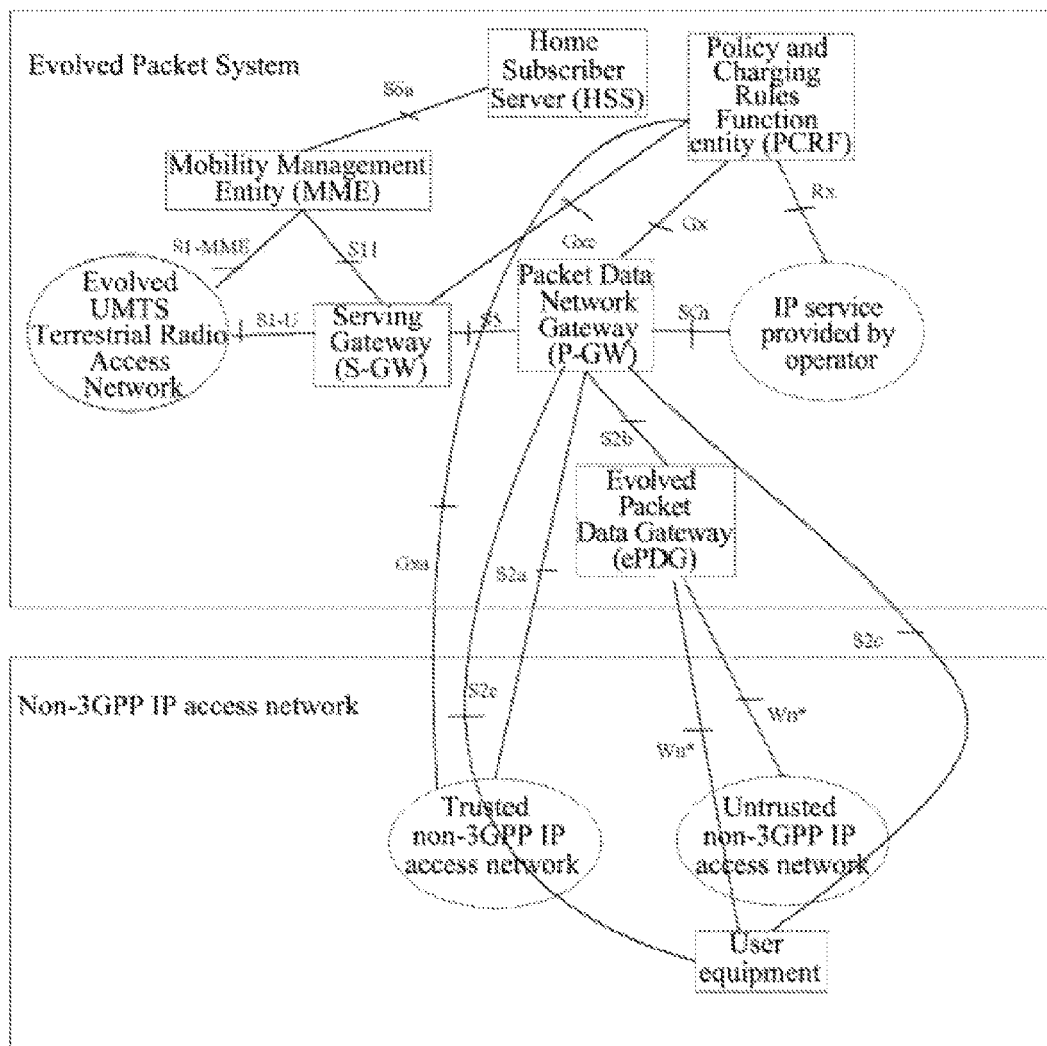 Evolved Packet System
Home
Subscriber
Server (HSS)
Policy and
Charging
Rules
Function
entity (PCRF)
S6a
Mobility Management
Entity (MME)
Rx
S1-MME
S11
Gxc
Gx
Evolved
UMTS
Terrestrial Radio
Access
Network
S1-U
Serving
Gateway
(S-GW)
S5
Packet Data
Network
Gateway
(P-GW)
SGi
IP service
provided by
operator
S2b
Evolved
Packet
Data Gateway
(ePDG)
Gxa
S2a
S2c
Non-3GPP IP access network
S2c
Wn*
Wu*
Trusted
non-3GPP IP
access network
Untrusted
non-3GPP IP
access network
User
equipment